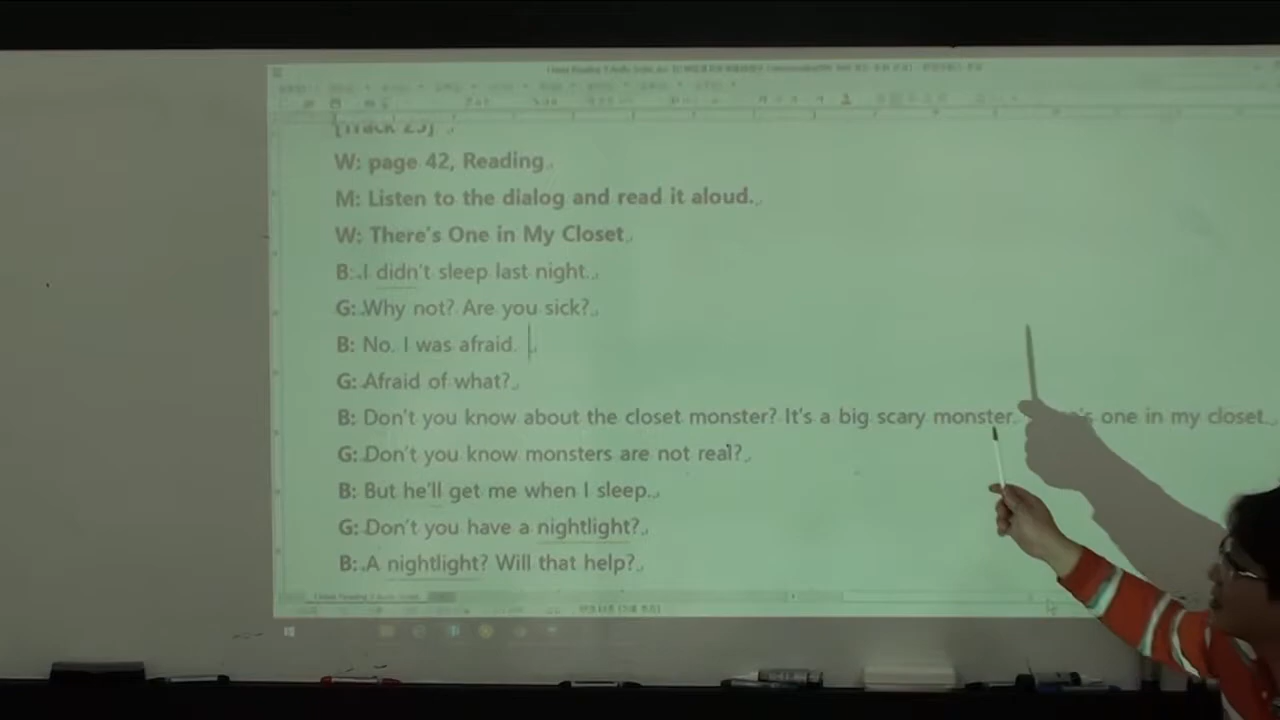 [Track 25]
W: page 42, Reading
M: Listen to the dialog and read it aloud.
W: There's One in My Closet
B: I didn't sleep last night.
G: Why not? Are you sick?
B: No. I was afraid.
G: Afraid of what?
B: Don't you know about the closet monster? It's a big scary monster. one in my closet.
G: Don't you know monsters are not real?
B: But he'll get me when I sleep.
G: Don't you have a nightlight?
B: A nightlight? Will that help?